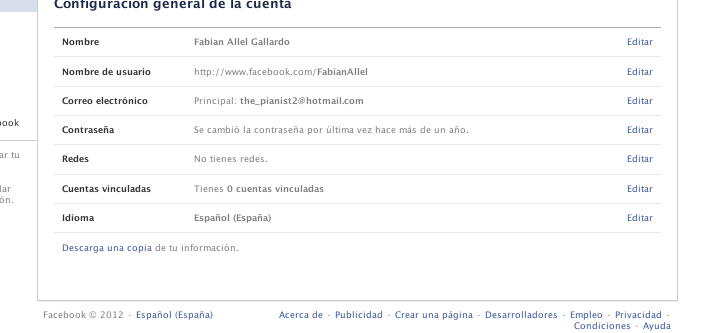 Configuración general de la cuenta
Nombre Fabian Allel Gallardo Editar
Nombre de usuario http://www.facebook.com/FabianAllel Editar
Correo electrónico Principal: the_pianist2@hotmail.com Editar
book
Contraseña Se cambió la contraseña por última vez hace más de un año. Editar
ar tu
Redes No tienes redes. Editar
Cuentas vinculadas Tienes 0 cuentas vinculadas Editar
lar
ón.
Idioma Español (España) Editar
Descarga una copia de tu información.
Facebook © 2012 · Español (España)
Acerca de · Publicidad · Crear una página · Desarrolladores · Empleo · Privacidad ·
Condiciones · Ayuda